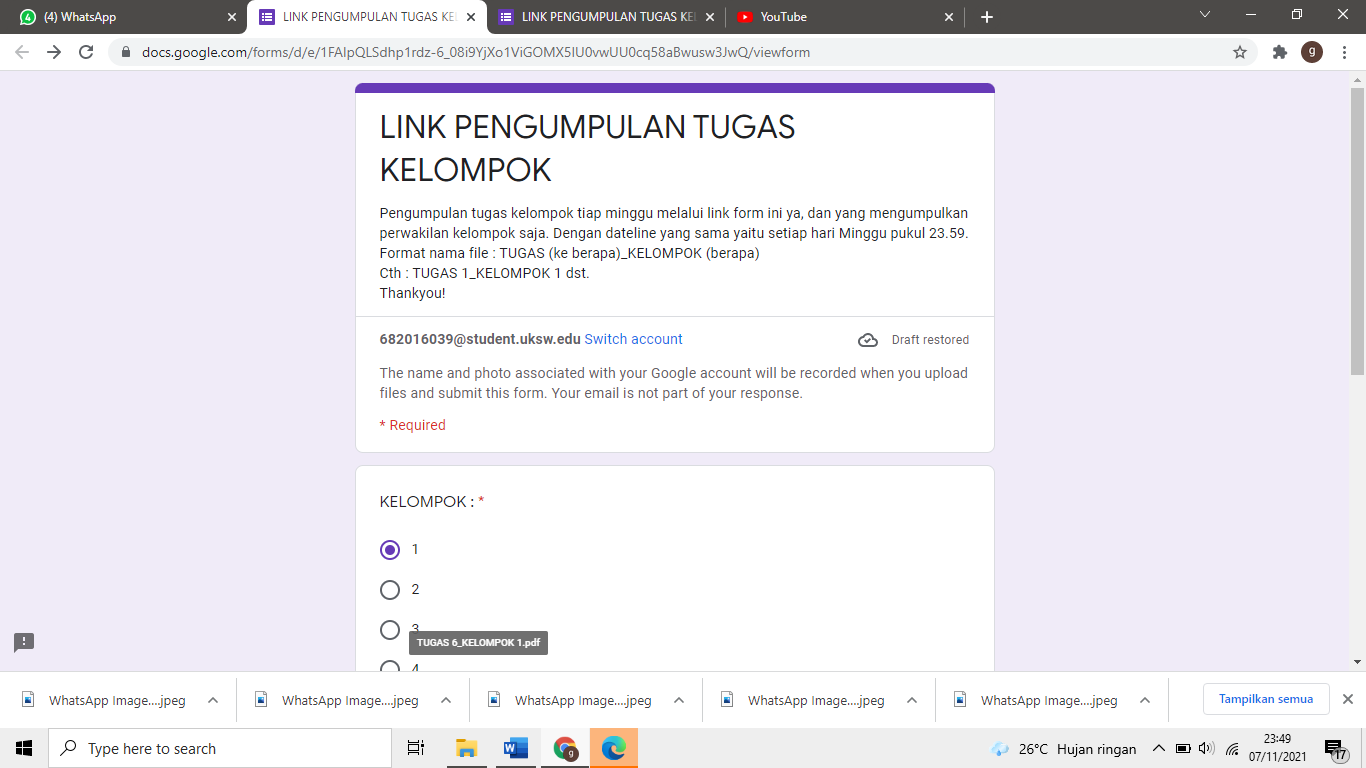 (4) WhatsApp
LINK PENGUMPULAN TUGAS KE
LINK PENGUMPULAN TUGAS KE
YouTube
docs.google.com/forms/d/e/1FAIpQLSdhp1rdz-6_08i9YjXo1ViGOMX5IU0vwUU0cq58aBwusw3JwQ/viewform
g
LINK PENGUMPULAN TUGAS
KELOMPOK
Pengumpulan tugas kelompok tiap minggu melalui link form ini ya, dan yang mengumpulkan
perwakilan kelompok saja. Dengan dateline yang sama yaitu setiap hari Minggu pukul 23.59.
Format nama file : TUGAS (ke berapa)_KELOMPOK (berapa)
Cth : TUGAS 1_KELOMPOK 1 dst.
Thankyou!
682016039@student.uksw.edu Switch account
Draft restored
The name and photo associated with your Google account will be recorded when you upload
files and submit this form. Your email is not part of your response.
* Required
KELOMPOK : *
1
2
3
TUGAS 6_KELOMPOK 1.pdf
4
WhatsApp Image....jpeg
WhatsApp Image....jpeg
WhatsApp Image....jpeg
WhatsApp Image....jpeg
WhatsApp Image....jpeg
Tampilkan semua
Type here to search
g
26°C Hujan ringan
23:49
07/11/2021
17